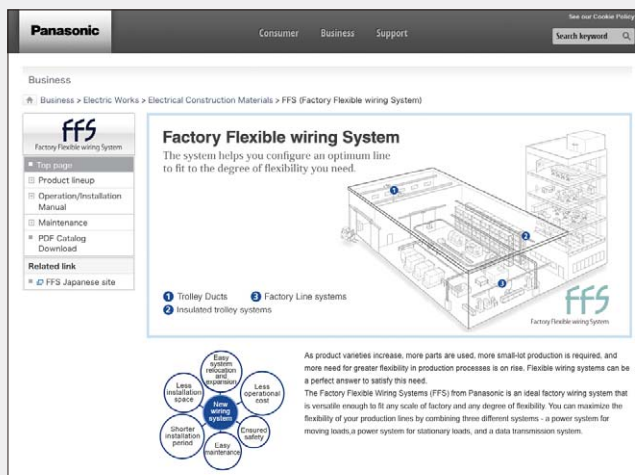 See our Cookie Policy
Panasonic
Consumer Business Support
Search keyword
Business
Business > Electric Works > Electrical Construction Materials > FFS (Factory Flexible wiring System)
FFS
Factory Flexible wiring System
Top page
Product lineup
Operation/Installation
Manual
Maintenance
PDF Catalog
Download
Related link
FFS Japanese site
Factory Flexible wiring System
The system helps you configure an optimum line
to fit to the degree of flexibility you need.
1
2
3
1 Trolley Ducts 3 Factory Line systems
2 Insulated trolley systems
FFS
Factory Flexible wiring System
Easy
system
relocation
and
expansion
Less
installation
space
Less
operational
cost
New
wiring
system
Shorter
installation
period
Ensured
safety
Easy
maintenance
As product varieties increase, more parts are used, more small-lot production is required, and
more need for greater flexibility in production processes is on rise. Flexible wiring systems can be
a perfect answer to satisfy this need.
The Factory Flexible Wiring Systems (FFS) from Panasonic is an ideal factory wiring system that
is versatile enough to fit any scale of factory and any degree of flexibility. You can maximize the
flexibility of your production lines by combining three different systems - a power system for
moving loads,a power system for stationary loads, and a data transmission system.